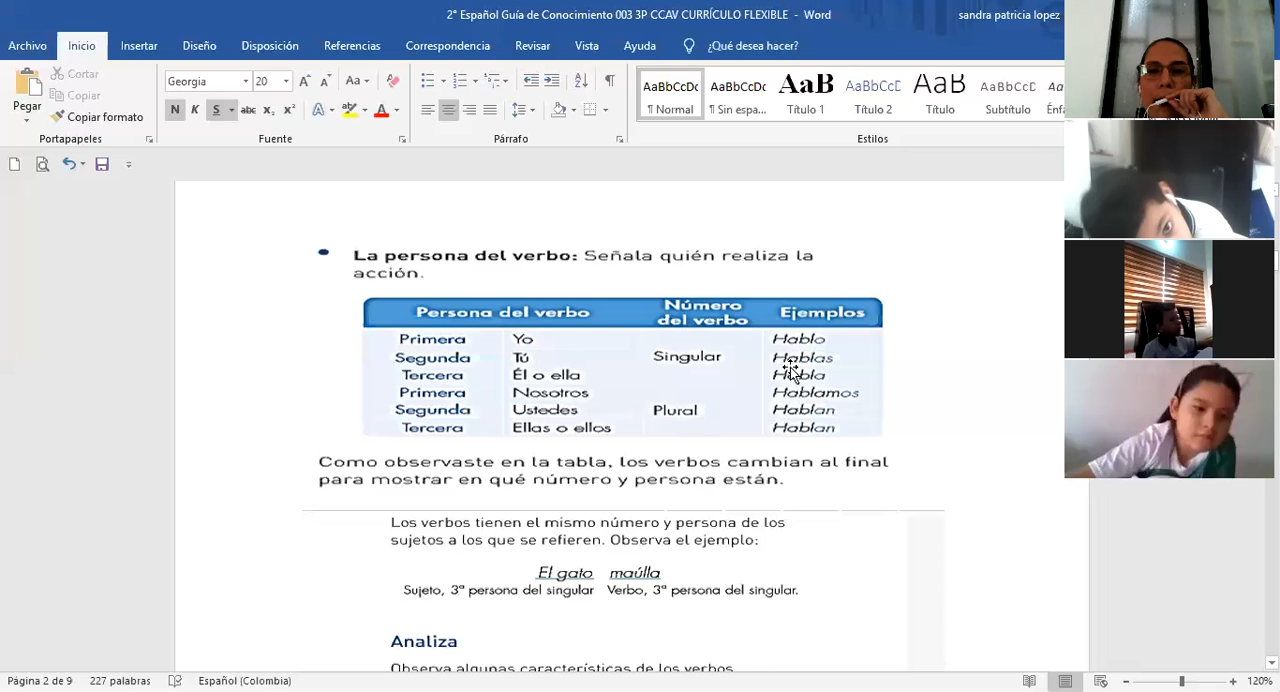 2° Español Guía de Conocimiento 003 3P CCAV CURRÍCULO FLEXIBLE - Word sandra patricia lopez
Archivo Inicio Insertar Diseño Disposición Referencias Correspondencia Revisar Vista Ayuda ¿Qué desea hacer?
Pegar Cortar
Copiar
Copiar formato
Georgia 20 Aa
N K S abc x₂ x² A A
AaBbCcDc AaBbCcDc AaB AaBbCcD AaB AaBbCcD
¶ Normal ¶ Sin espa... Título 1 Título 2 Título Subtítulo
Portapapeles Fuente Párrafo Estilos
• La persona del verbo: Señala quién realiza la
acción.
Persona del verbo Número del verbo Ejemplos
Primera Yo Singular Hablo
Segunda Tú Hablas
Tercera Él o ella Habla
Primera Nosotros Plural Hablamos
Segunda Ustedes Hablan
Tercera Ellas o ellos Hablan
Como observaste en la tabla, los verbos cambian al final
para mostrar en qué número y persona están.
Los verbos tienen el mismo número y persona de los
sujetos a los que se refieren. Observa el ejemplo:
El gato maúlla
Sujeto, 3ª persona del singular Verbo, 3ª persona del singular.
Analiza
Observa algunas características de los verbos
Página 2 de 9 227 palabras Español (Colombia) 120%